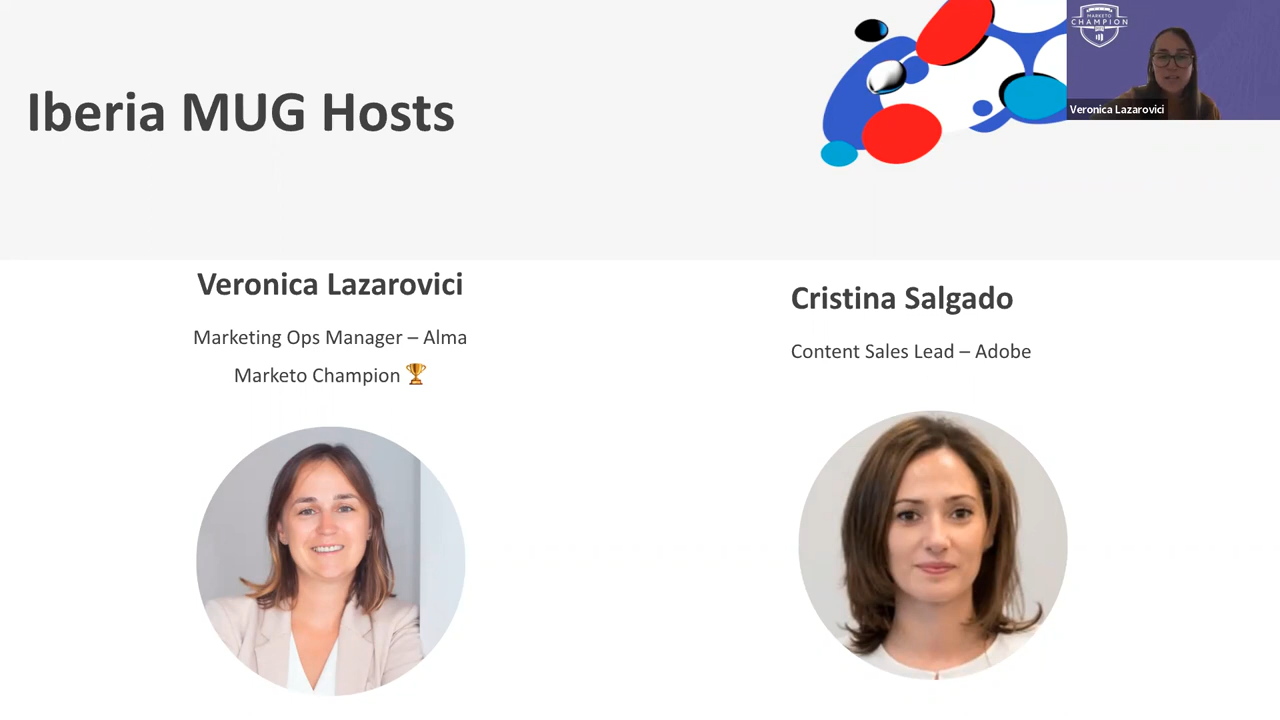 MARKETO
CHAMPION
Veronica Lazarovici
Iberia MUG Hosts
Veronica Lazarovici
Marketing Ops Manager – Alma
Marketo Champion 🏆
Cristina Salgado
Content Sales Lead – Adobe